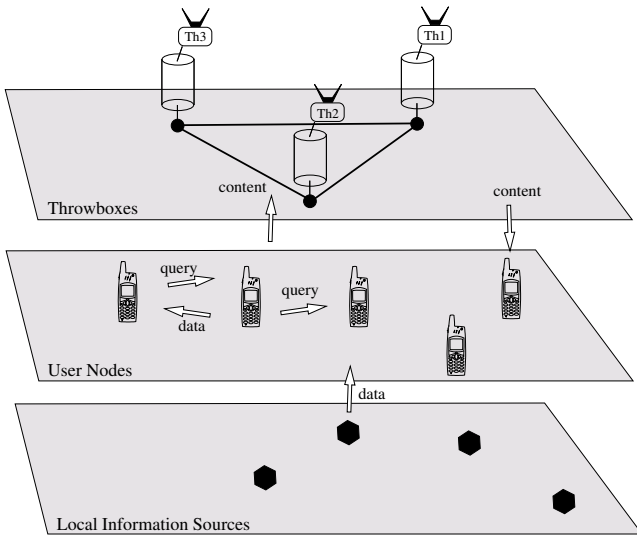 Th3
Th1
Th2
content
content
Throwboxes
query
query
data
User Nodes
data
Local Information Sources